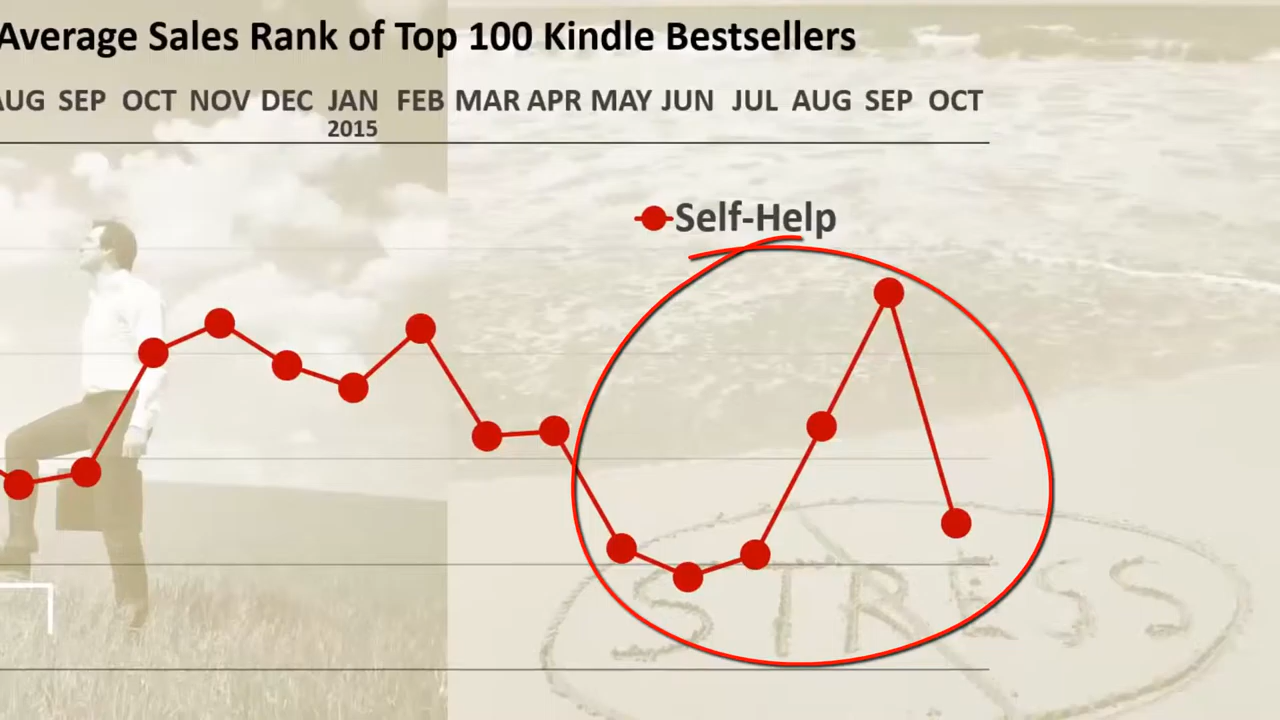 Average Sales Rank of Top 100 Kindle Bestsellers
AUG SEP OCT NOV DEC JAN FEB MAR APR MAY JUN JUL AUG SEP OCT
2015
Self-Help
STRESS